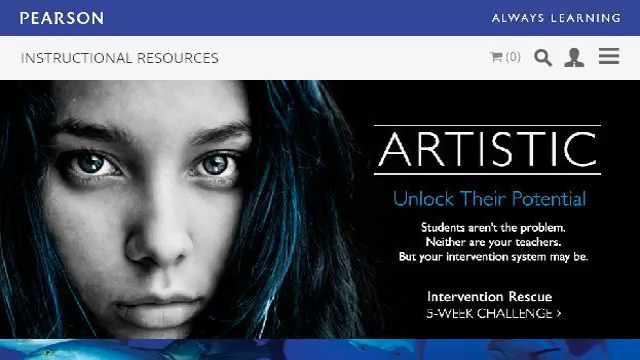 PEARSON
ALWAYS LEARNING
INSTRUCTIONAL RESOURCES
(0)
ARTISTIC
Unlock Their Potential
Students aren't the problem.
Neither are your teachers.
But your intervention system may be.
Intervention Rescue
5-WEEK CHALLENGE ›